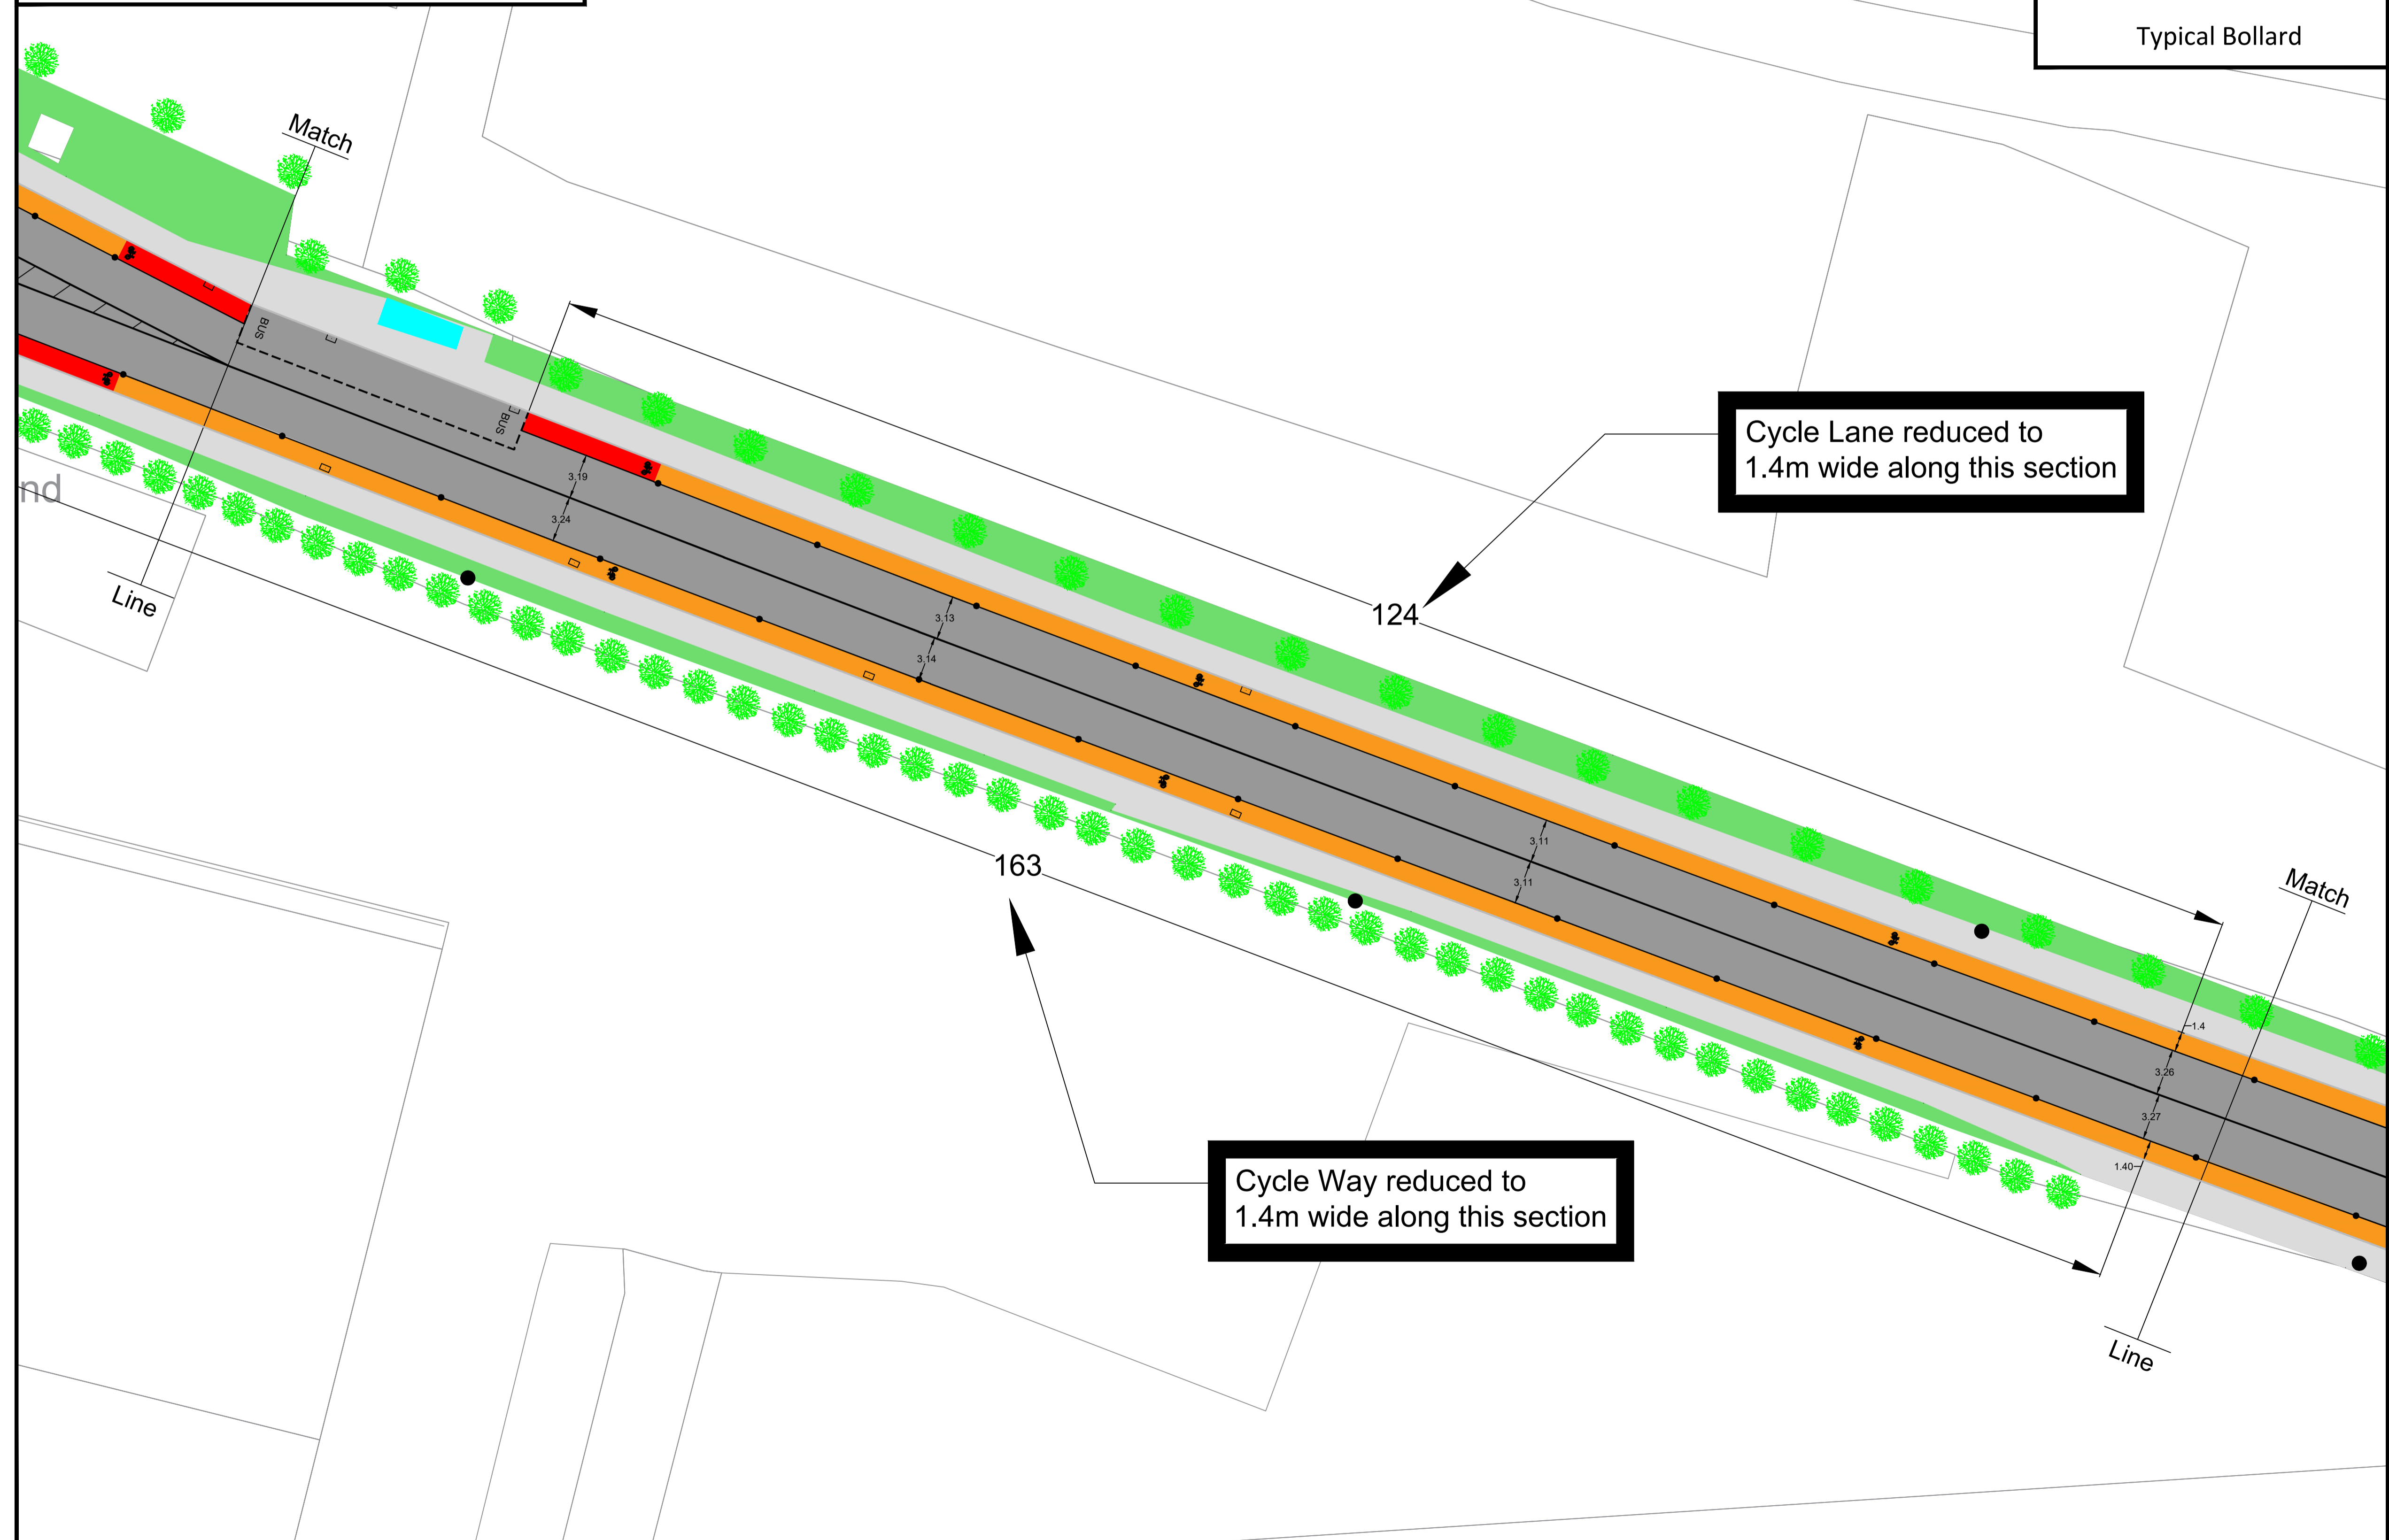 Typical Bollard
Match
BUS
BUS
nd
Line
3.19
3.24
Cycle Lane reduced to
1.4m wide along this section
124
3.13
3.14
163
3.11
3.11
Match
1.4
3.26
3.27
1.40
Cycle Way reduced to
1.4m wide along this section
Line